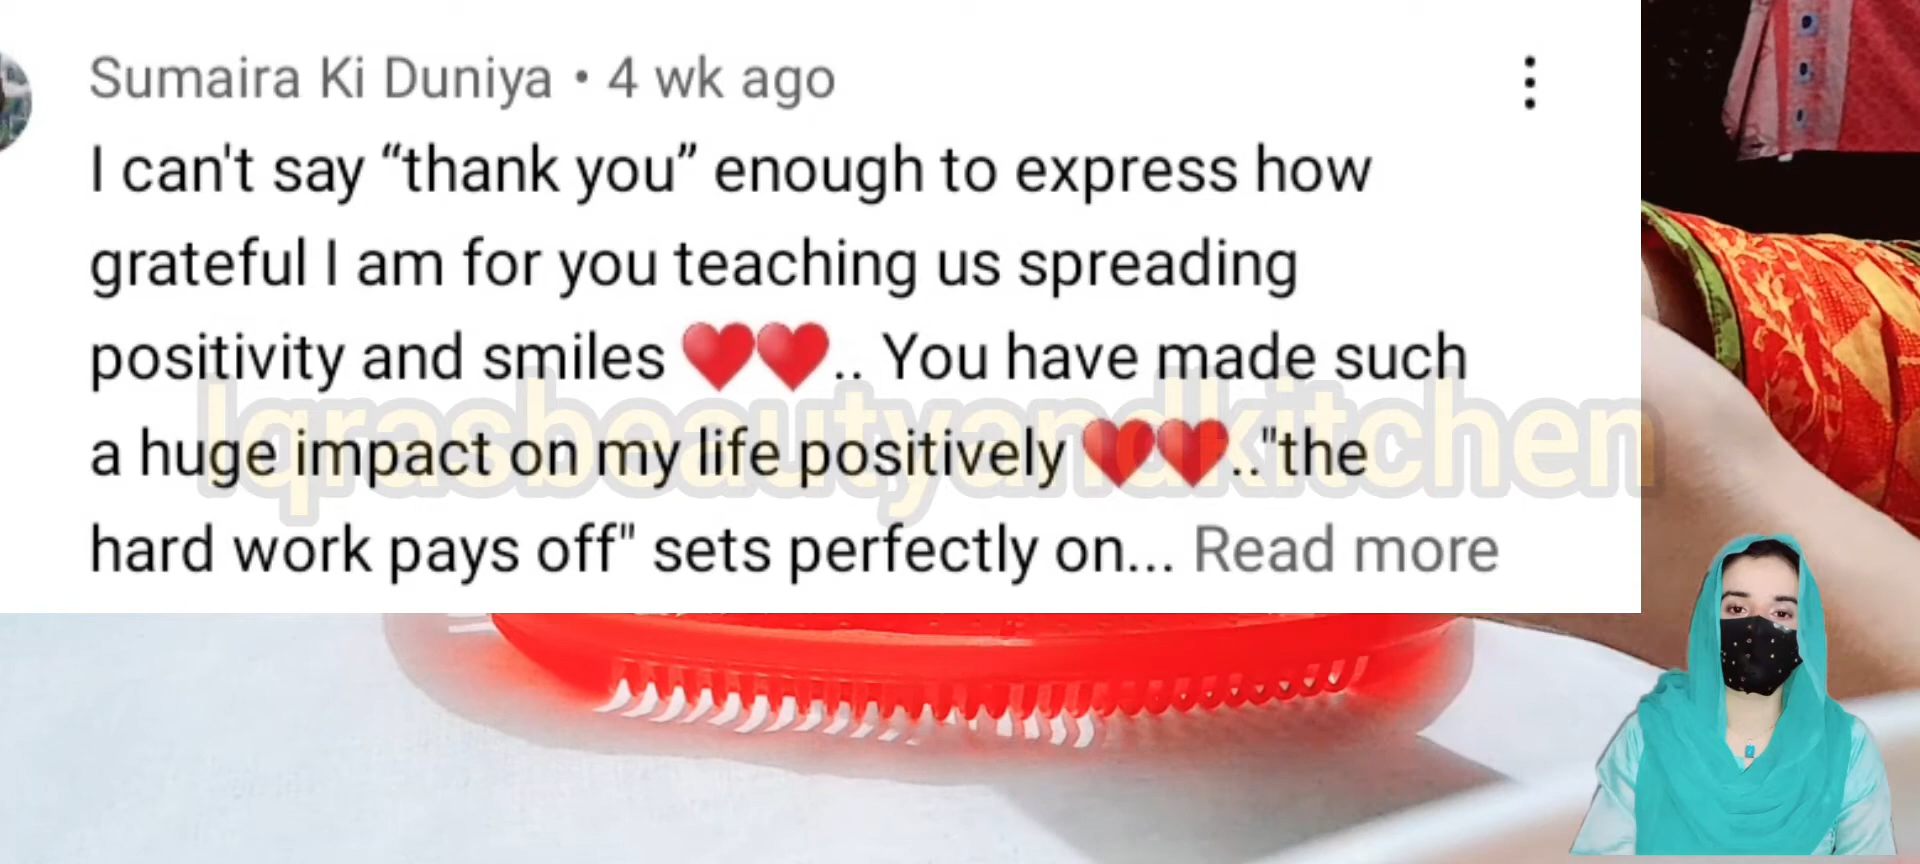 Sumaira Ki Duniya • 4 wk ago
I can't say “thank you” enough to express how
grateful I am for you teaching us spreading
positivity and smiles ❤️❤️.. You have made such
a huge impact on my life positively ❤️❤️.."the
hard work pays off" sets perfectly on... Read more
Iqrasbeautyandkitchen